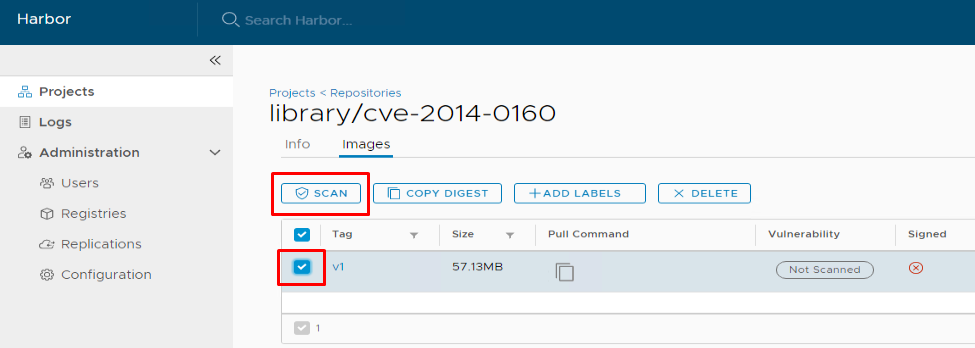 Harbor
Search Harbor...
Projects
Logs
Administration
Users
Registries
Replications
Configuration
Projects < Repositories
library/cve-2014-0160
Info Images
SCAN COPY DIGEST +ADD LABELS × DELETE
Tag Size Pull Command Vulnerability Signed
v1 57.13MB Not Scanned
1